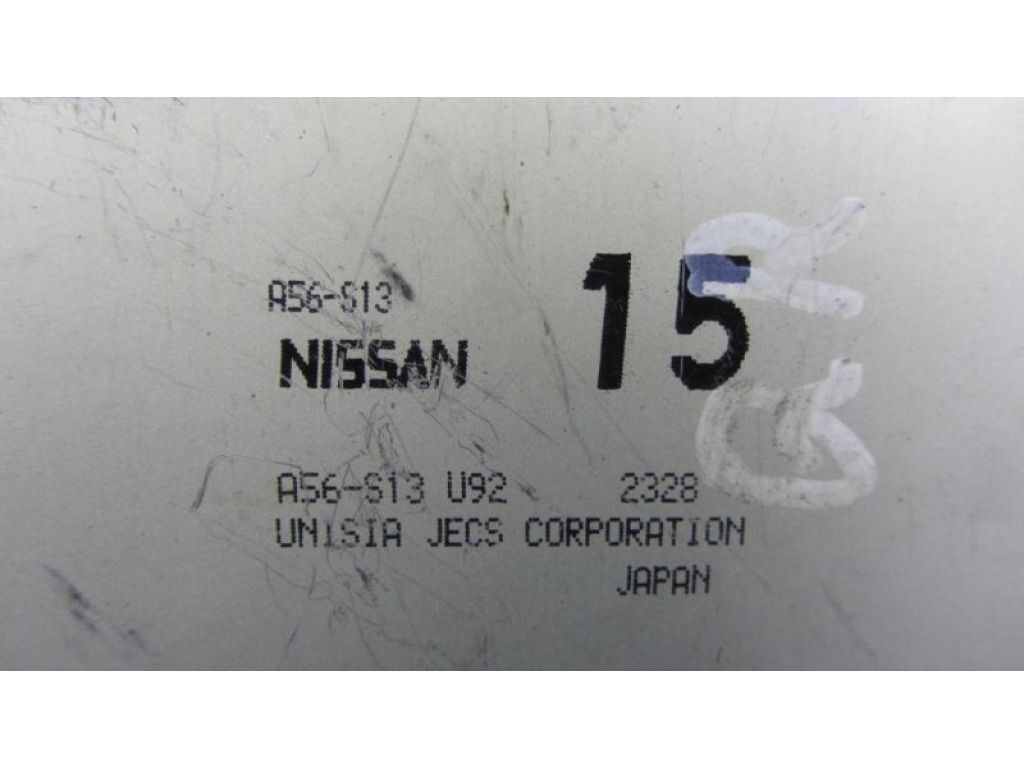 A56-S13
NISSAN 15
A56-S13 U92 2328
UNISIA JECS CORPORATION
JAPAN